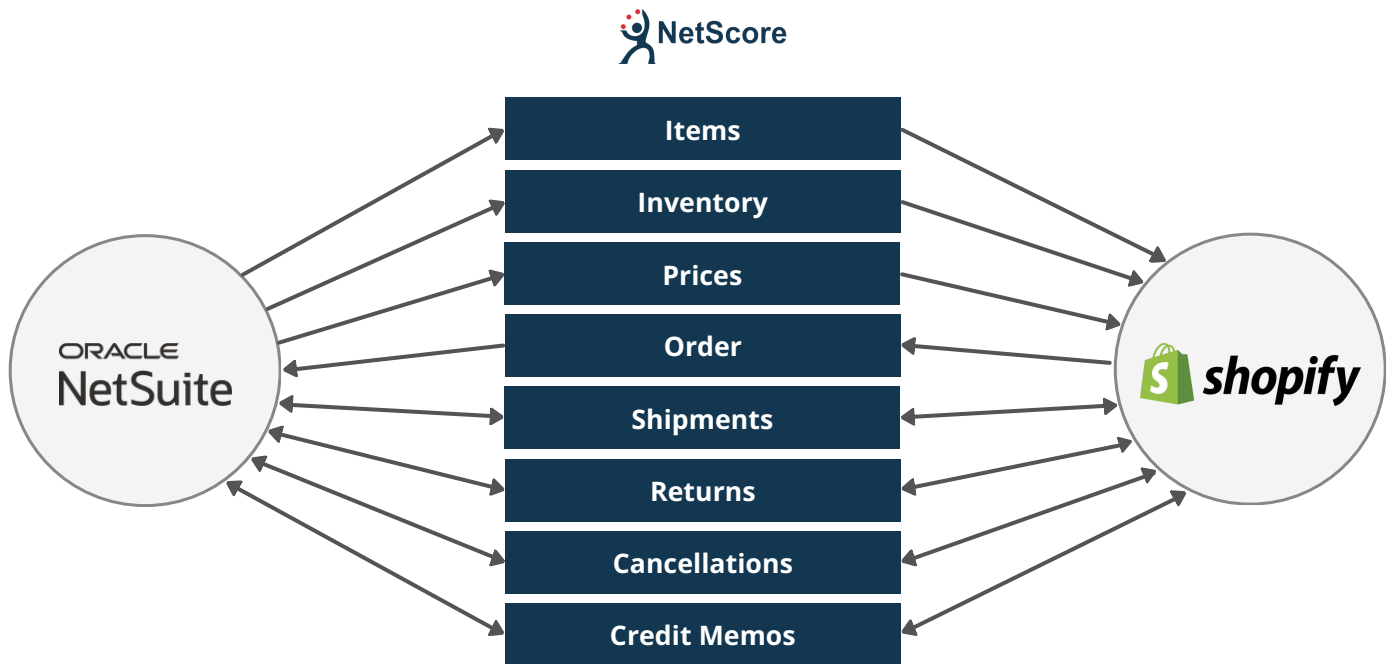 NetScore
Items
Inventory
Prices
Order
Shipments
Returns
Cancellations
Credit Memos
ORACLE
NetSuite
S shopify